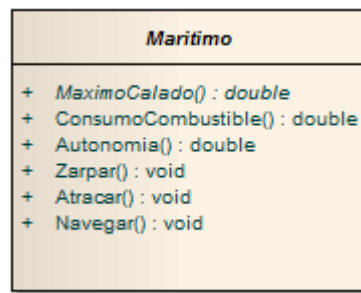 Maritimo
+ MaximoCalado() : double
+ ConsumoCombustible() : double
+ Autonomia() : double
+ Zarpar() : void
+ Atracar() : void
+ Navegar() : void